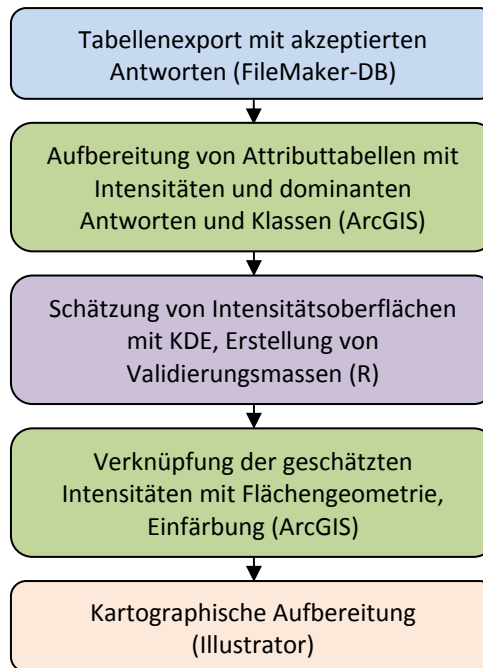 Tabellenexport mit akzeptierten
Antworten (FileMaker-DB)
Aufbereitung von Attributtabellen mit
Intensitäten und dominanten
Antworten und Klassen (ArcGIS)
Schätzung von Intensitätsoberflächen
mit KDE, Erstellung von
Validierungsmassen (R)
Verknüpfung der geschätzten
Intensitäten mit Flächengeometrie,
Einfärbung (ArcGIS)
Kartographische Aufbereitung
(Illustrator)